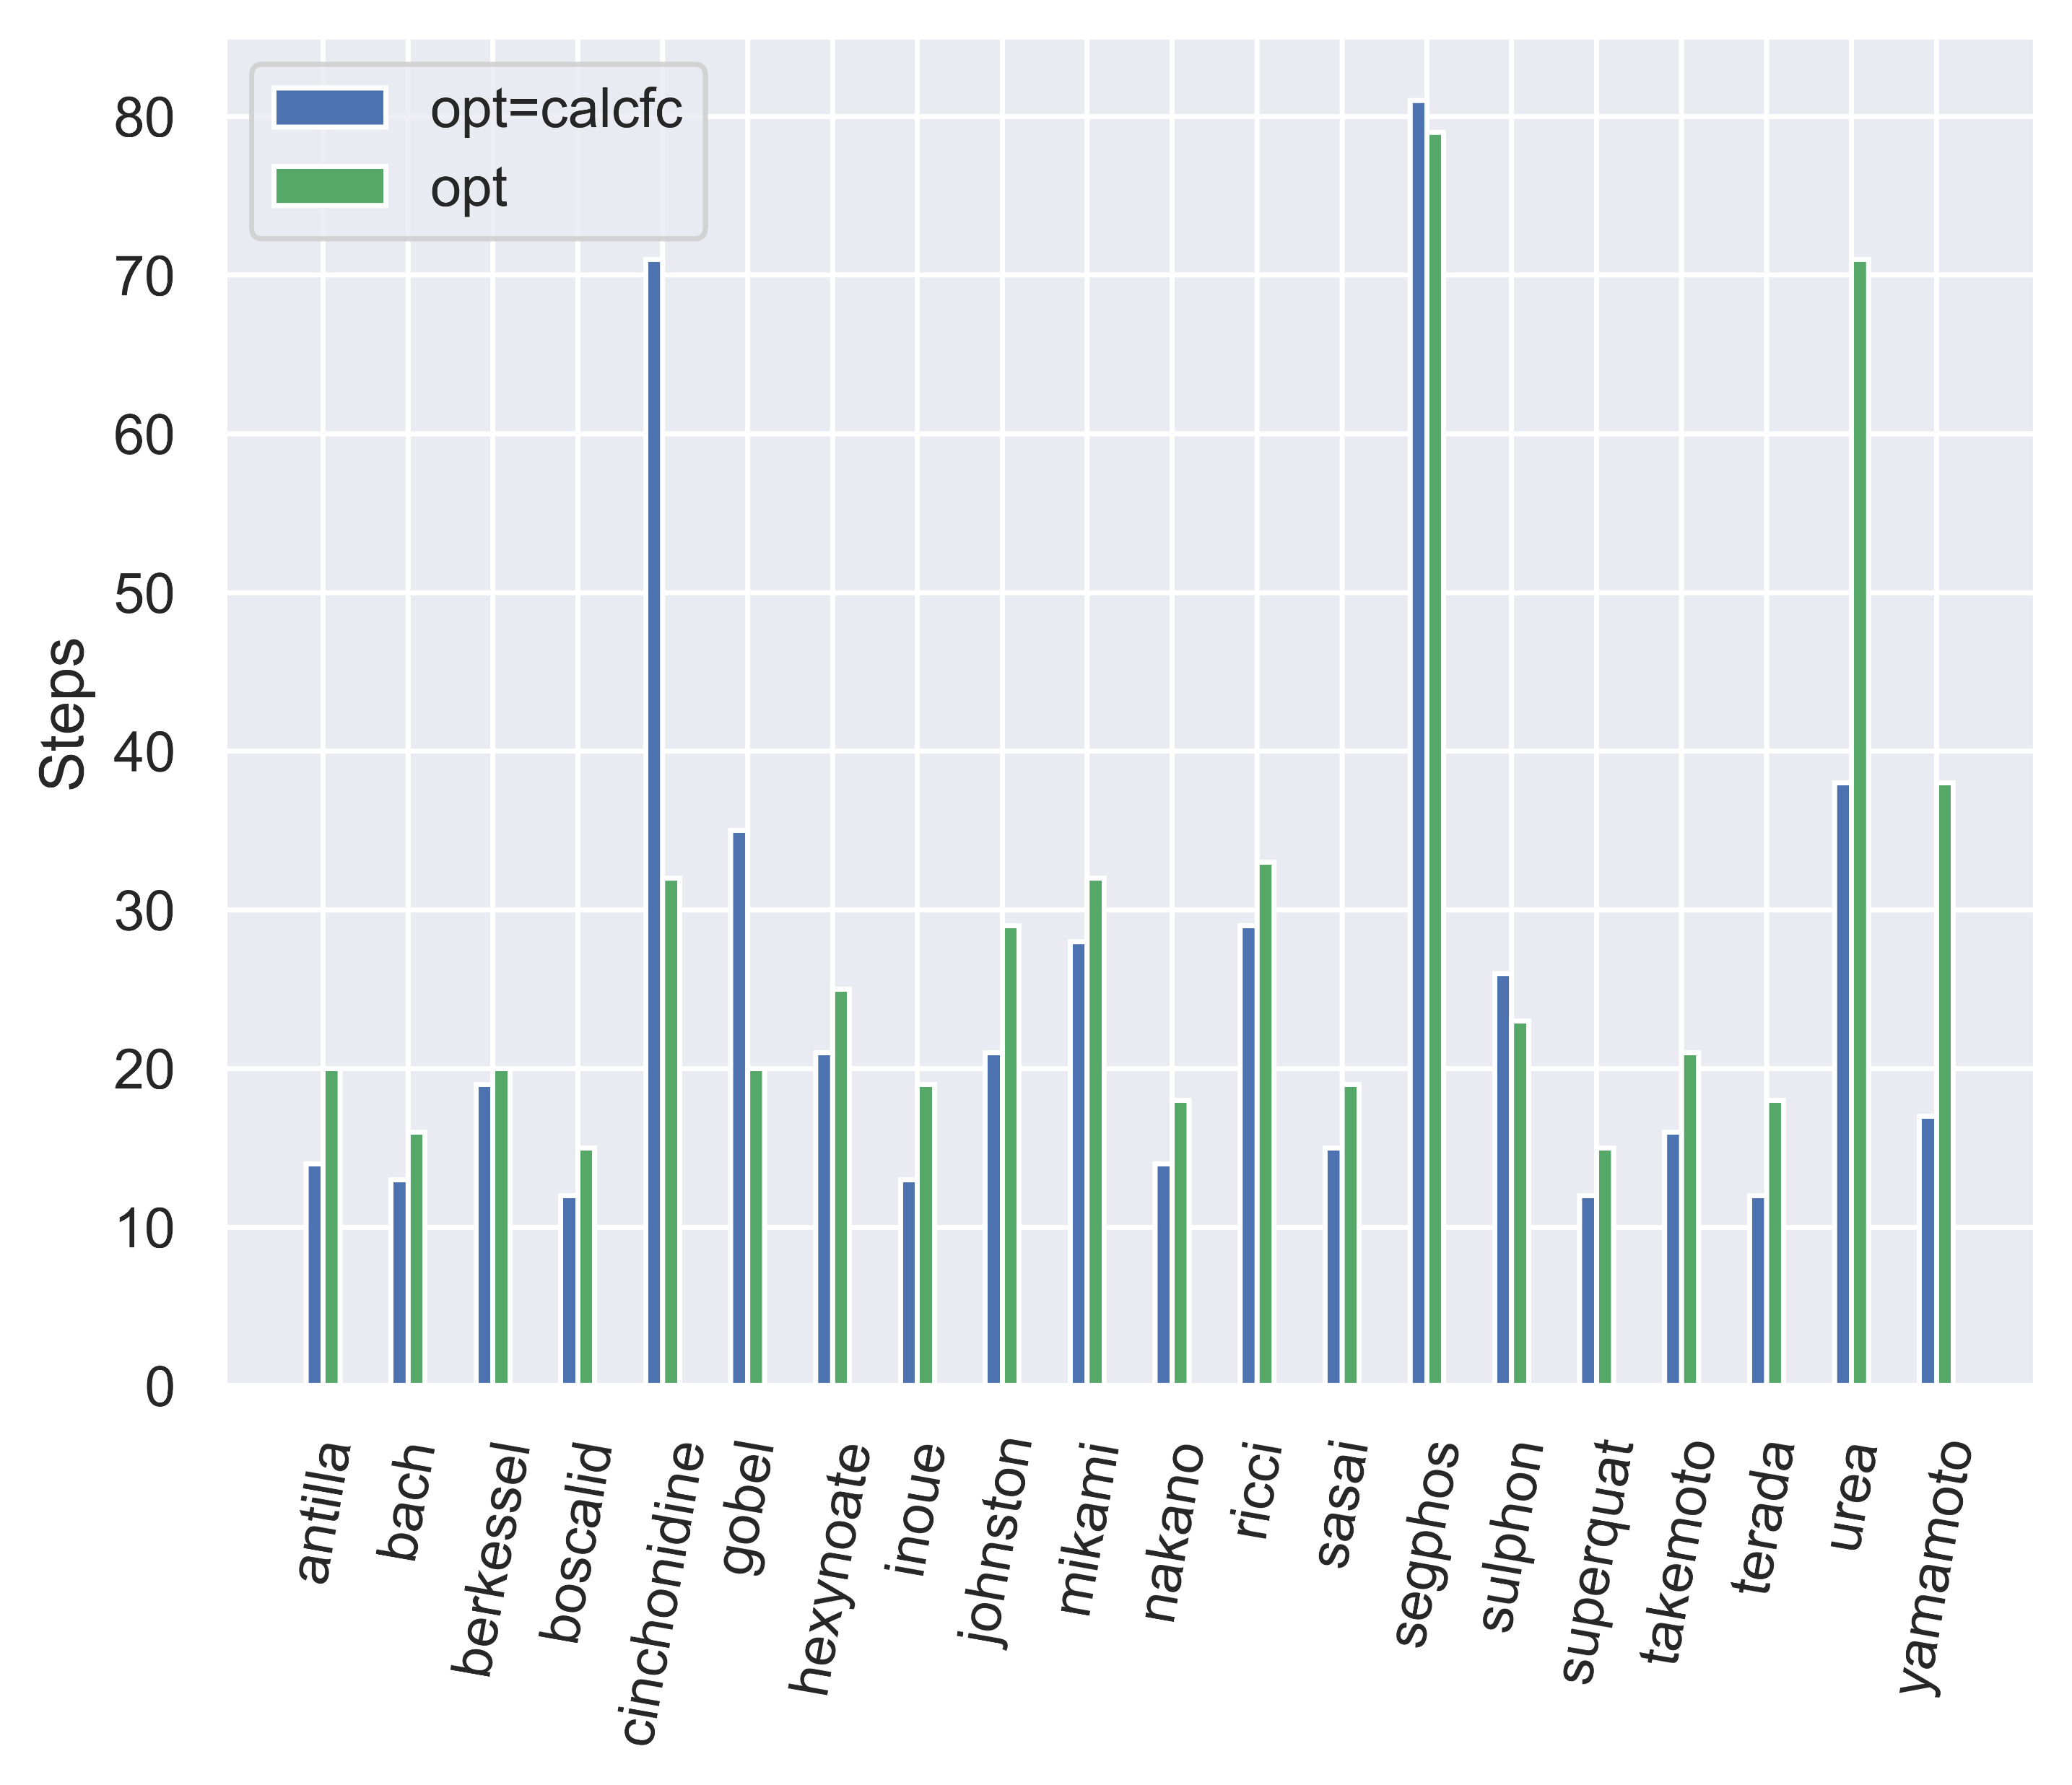 opt=calcfc
opt
80
70
60
50
40
30
20
10
0
Steps
antilla
bach
berkessel
boscalid
cinchonidine
gobel
hexynoate
inoue
johnston
mikami
nakano
ricci
sasai
segphos
sulphon
superquat
takemoto
terada
urea
yamamoto